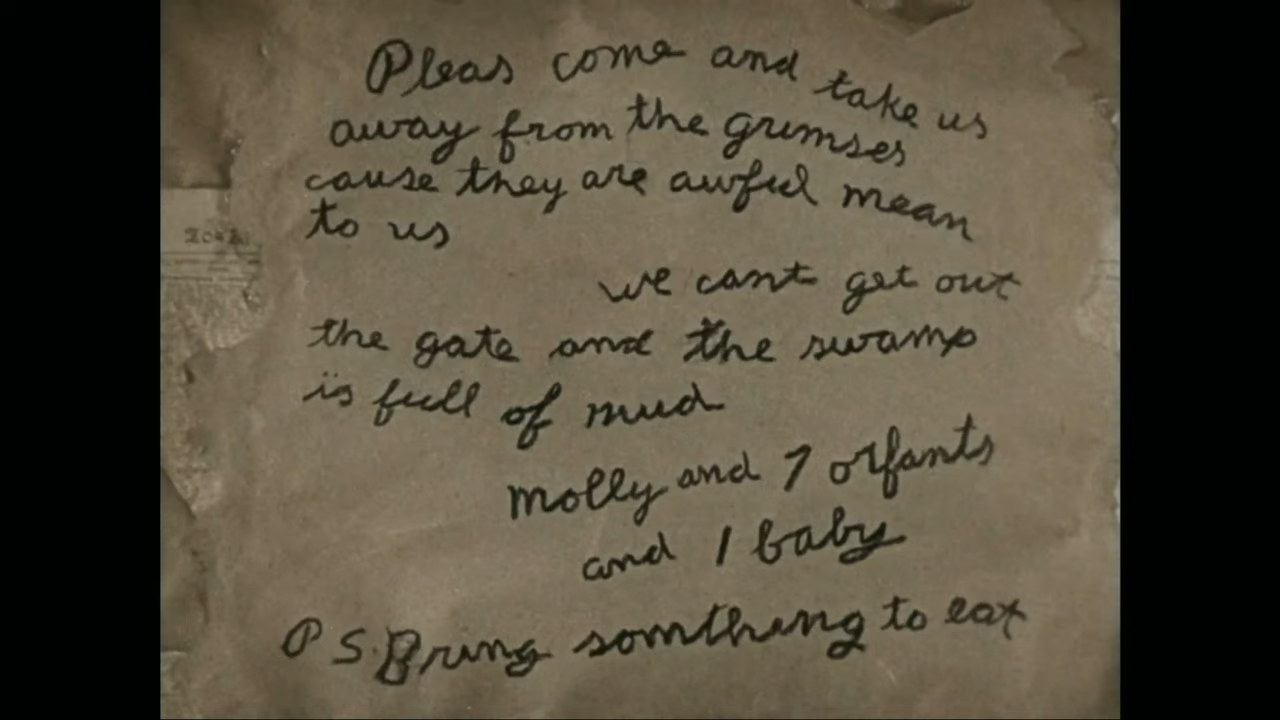 Pleas come and take us
away from the grimses
cause they are awful mean
to us
we cant get out
the gate and the swamp
is full of mud
Molly and 7 orfants
and 1 baby
P S. Bring somthing to eat